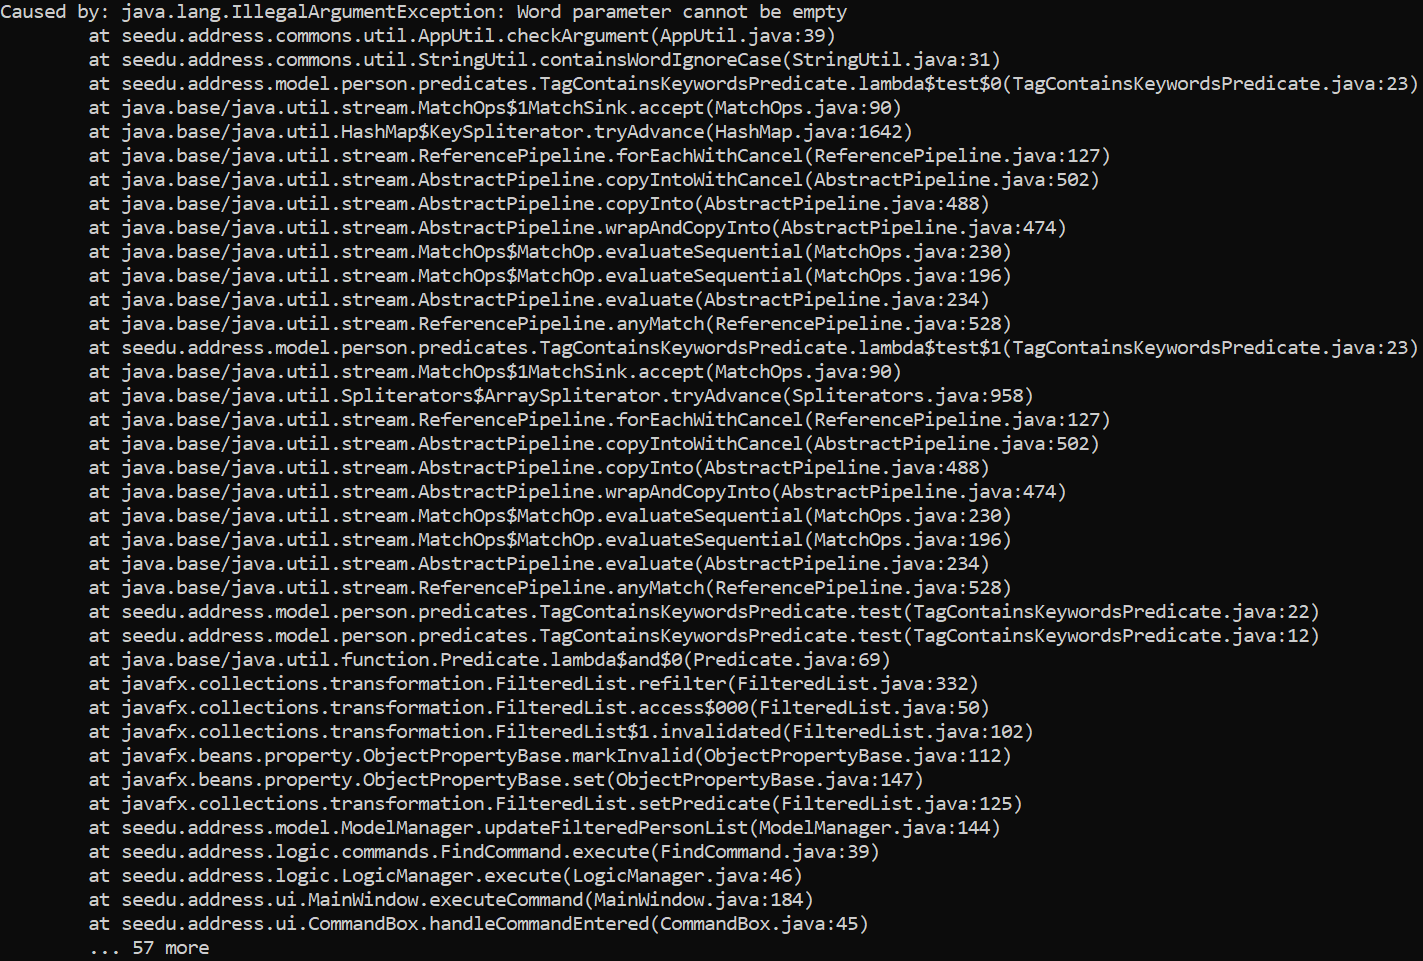 Caused by: java.lang.IllegalArgumentException: Word parameter cannot be empty
at seedu.address.commons.util.AppUtil.checkArgument(AppUtil.java:39)
at seedu.address.commons.util.StringUtil.containsWordIgnoreCase(StringUtil.java:31)
at seedu.address.model.person.predicates.TagContainsKeywordsPredicate.lambda$test$0(TagContainsKeywordsPredicate.java:23)
at java.base/java.util.stream.MatchOps$1MatchSink.accept(MatchOps.java:90)
at java.base/java.util.HashMap$KeySpliterator.tryAdvance(HashMap.java:1642)
at java.base/java.util.stream.ReferencePipeline.forEachWithCancel(ReferencePipeline.java:127)
at java.base/java.util.stream.AbstractPipeline.copyIntoWithCancel(AbstractPipeline.java:502)
at java.base/java.util.stream.AbstractPipeline.copyInto(AbstractPipeline.java:488)
at java.base/java.util.stream.AbstractPipeline.wrapAndCopyInto(AbstractPipeline.java:474)
at java.base/java.util.stream.MatchOps$MatchOp.evaluateSequential(MatchOps.java:230)
at java.base/java.util.stream.MatchOps$MatchOp.evaluateSequential(MatchOps.java:196)
at java.base/java.util.stream.AbstractPipeline.evaluate(AbstractPipeline.java:234)
at java.base/java.util.stream.ReferencePipeline.anyMatch(ReferencePipeline.java:528)
at seedu.address.model.person.predicates.TagContainsKeywordsPredicate.lambda$test$1(TagContainsKeywordsPredicate.java:23)
at java.base/java.util.stream.MatchOps$1MatchSink.accept(MatchOps.java:90)
at java.base/java.util.Spliterators$ArraySpliterator.tryAdvance(Spliterators.java:958)
at java.base/java.util.stream.ReferencePipeline.forEachWithCancel(ReferencePipeline.java:127)
at java.base/java.util.stream.AbstractPipeline.copyIntoWithCancel(AbstractPipeline.java:502)
at java.base/java.util.stream.AbstractPipeline.copyInto(AbstractPipeline.java:488)
at java.base/java.util.stream.AbstractPipeline.wrapAndCopyInto(AbstractPipeline.java:474)
at java.base/java.util.stream.MatchOps$MatchOp.evaluateSequential(MatchOps.java:230)
at java.base/java.util.stream.MatchOps$MatchOp.evaluateSequential(MatchOps.java:196)
at java.base/java.util.stream.AbstractPipeline.evaluate(AbstractPipeline.java:234)
at java.base/java.util.stream.ReferencePipeline.anyMatch(ReferencePipeline.java:528)
at seedu.address.model.person.predicates.TagContainsKeywordsPredicate.test(TagContainsKeywordsPredicate.java:22)
at seedu.address.model.person.predicates.TagContainsKeywordsPredicate.test(TagContainsKeywordsPredicate.java:12)
at java.base/java.util.function.Predicate.lambda$and$0(Predicate.java:69)
at javafx.collections.transformation.FilteredList.refilter(FilteredList.java:332)
at javafx.collections.transformation.FilteredList.access$000(FilteredList.java:50)
at javafx.collections.transformation.FilteredList$1.invalidated(FilteredList.java:102)
at javafx.beans.property.ObjectPropertyBase.markInvalid(ObjectPropertyBase.java:112)
at javafx.beans.property.ObjectPropertyBase.set(ObjectPropertyBase.java:147)
at javafx.collections.transformation.FilteredList.setPredicate(FilteredList.java:125)
at seedu.address.model.ModelManager.updateFilteredPersonList(ModelManager.java:144)
at seedu.address.logic.commands.FindCommand.execute(FindCommand.java:39)
at seedu.address.logic.LogicManager.execute(LogicManager.java:46)
at seedu.address.ui.MainWindow.executeCommand(MainWindow.java:184)
at seedu.address.ui.CommandBox.handleCommandEntered(CommandBox.java:45)
... 57 more